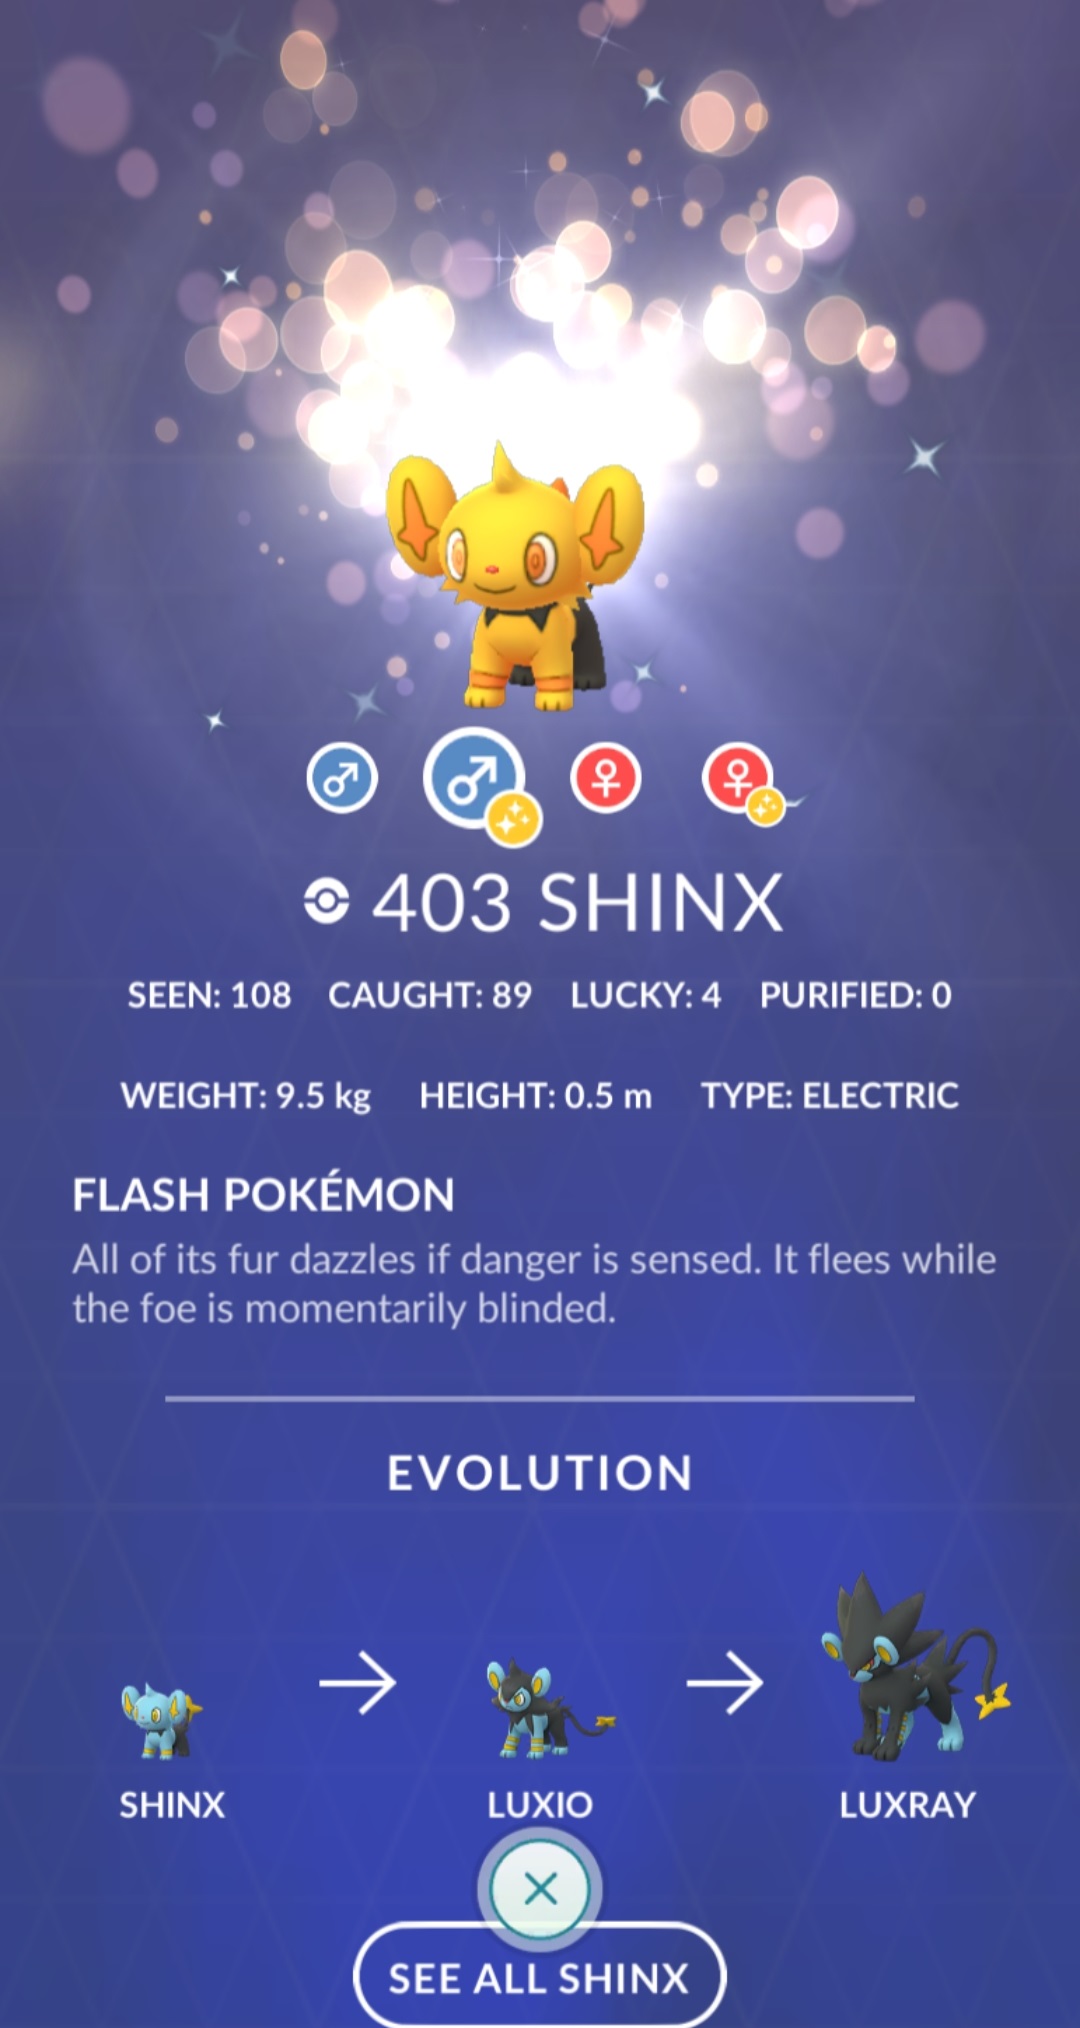 403 SHINX
SEEN: 108 CAUGHT: 89 LUCKY: 4 PURIFIED: 0
WEIGHT: 9.5 kg HEIGHT: 0.5 m TYPE: ELECTRIC
FLASH POKÉMON
All of its fur dazzles if danger is sensed. It flees while
the foe is momentarily blinded.
EVOLUTION
SHINX LUXIO LUXRAY
SEE ALL SHINX